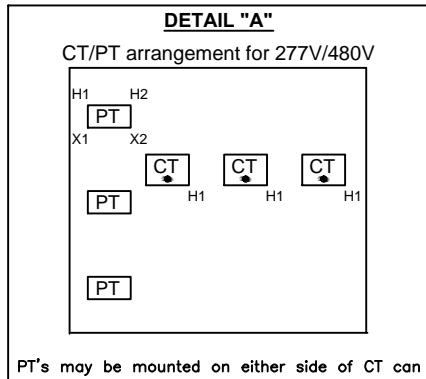 DETAIL "A"
CT/PT arrangement for 277V/480V
H1 H2
PT
X1 X2
CT CT CT
H1 H1 H1
PT
PT
PT's may be mounted on either side of CT can